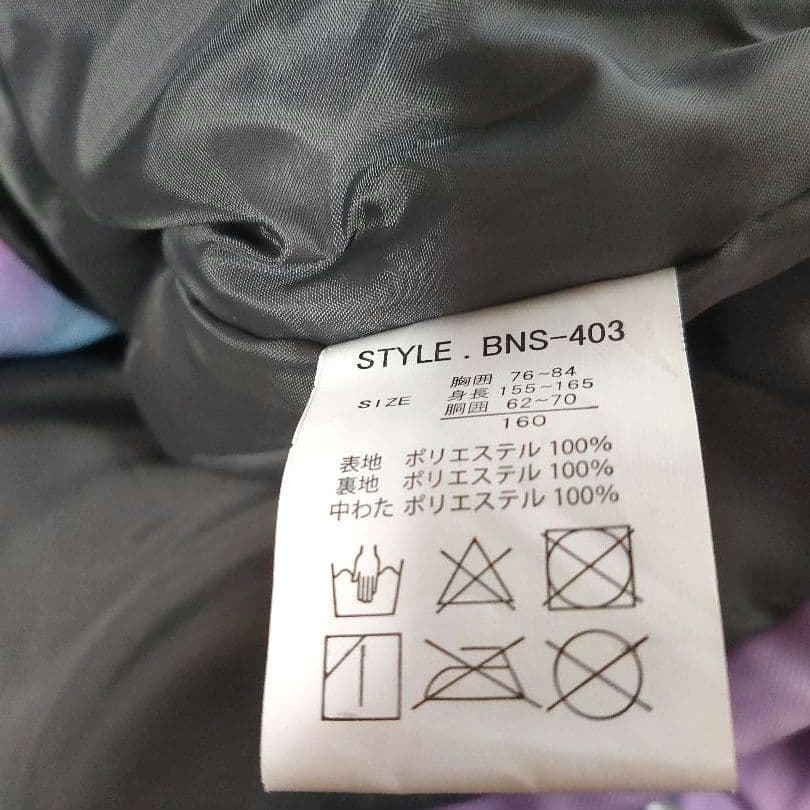 STYLE . BNS-403
胸囲 76~84
SIZE 身長 155~165
胴囲 62~70
160
表地 ポリエステル 100%
裏地 ポリエステル 100%
中わた ポリエステル 100%